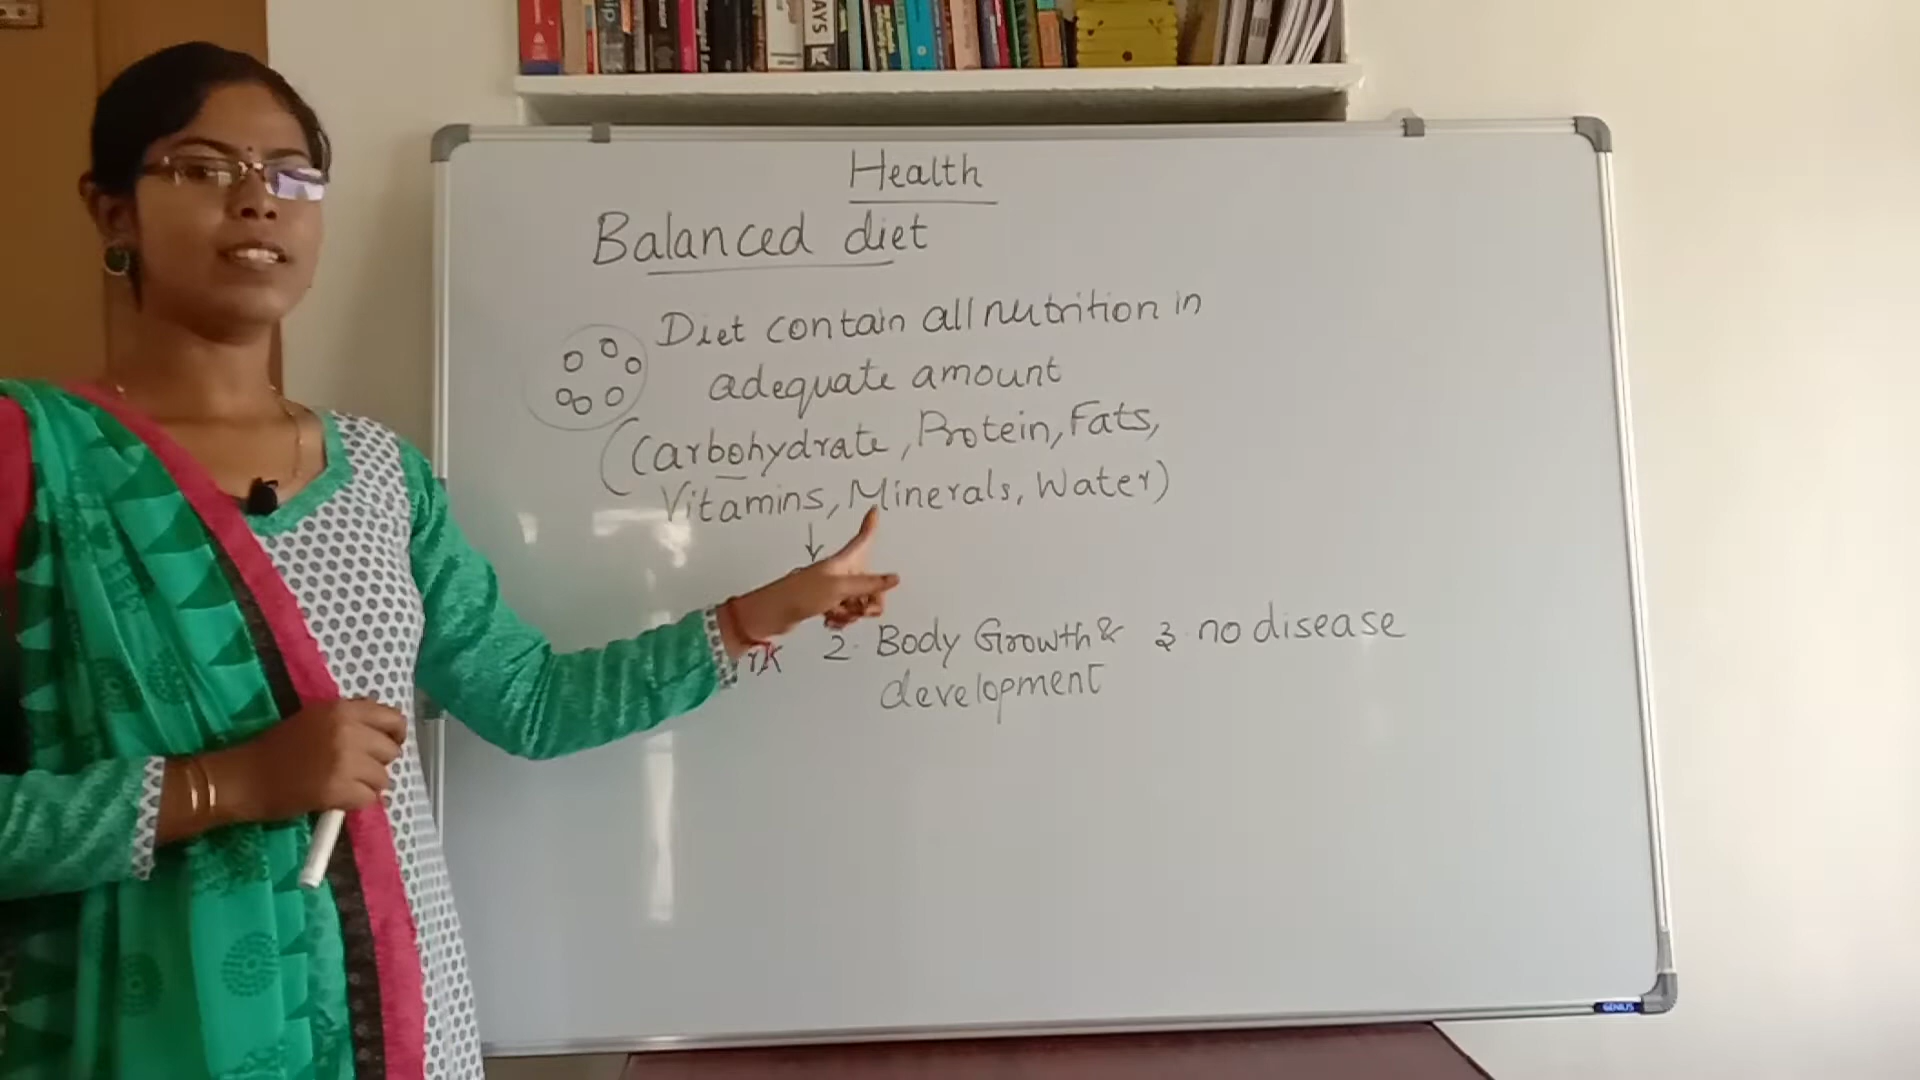 Health
Balanced diet
Diet contain all nutrition in
adequate amount
(Carbohydrate, Protein, Fats,
Vitamins, Minerals, Water)
↓
2. Body Growth & 3. no disease
development
GENIUS